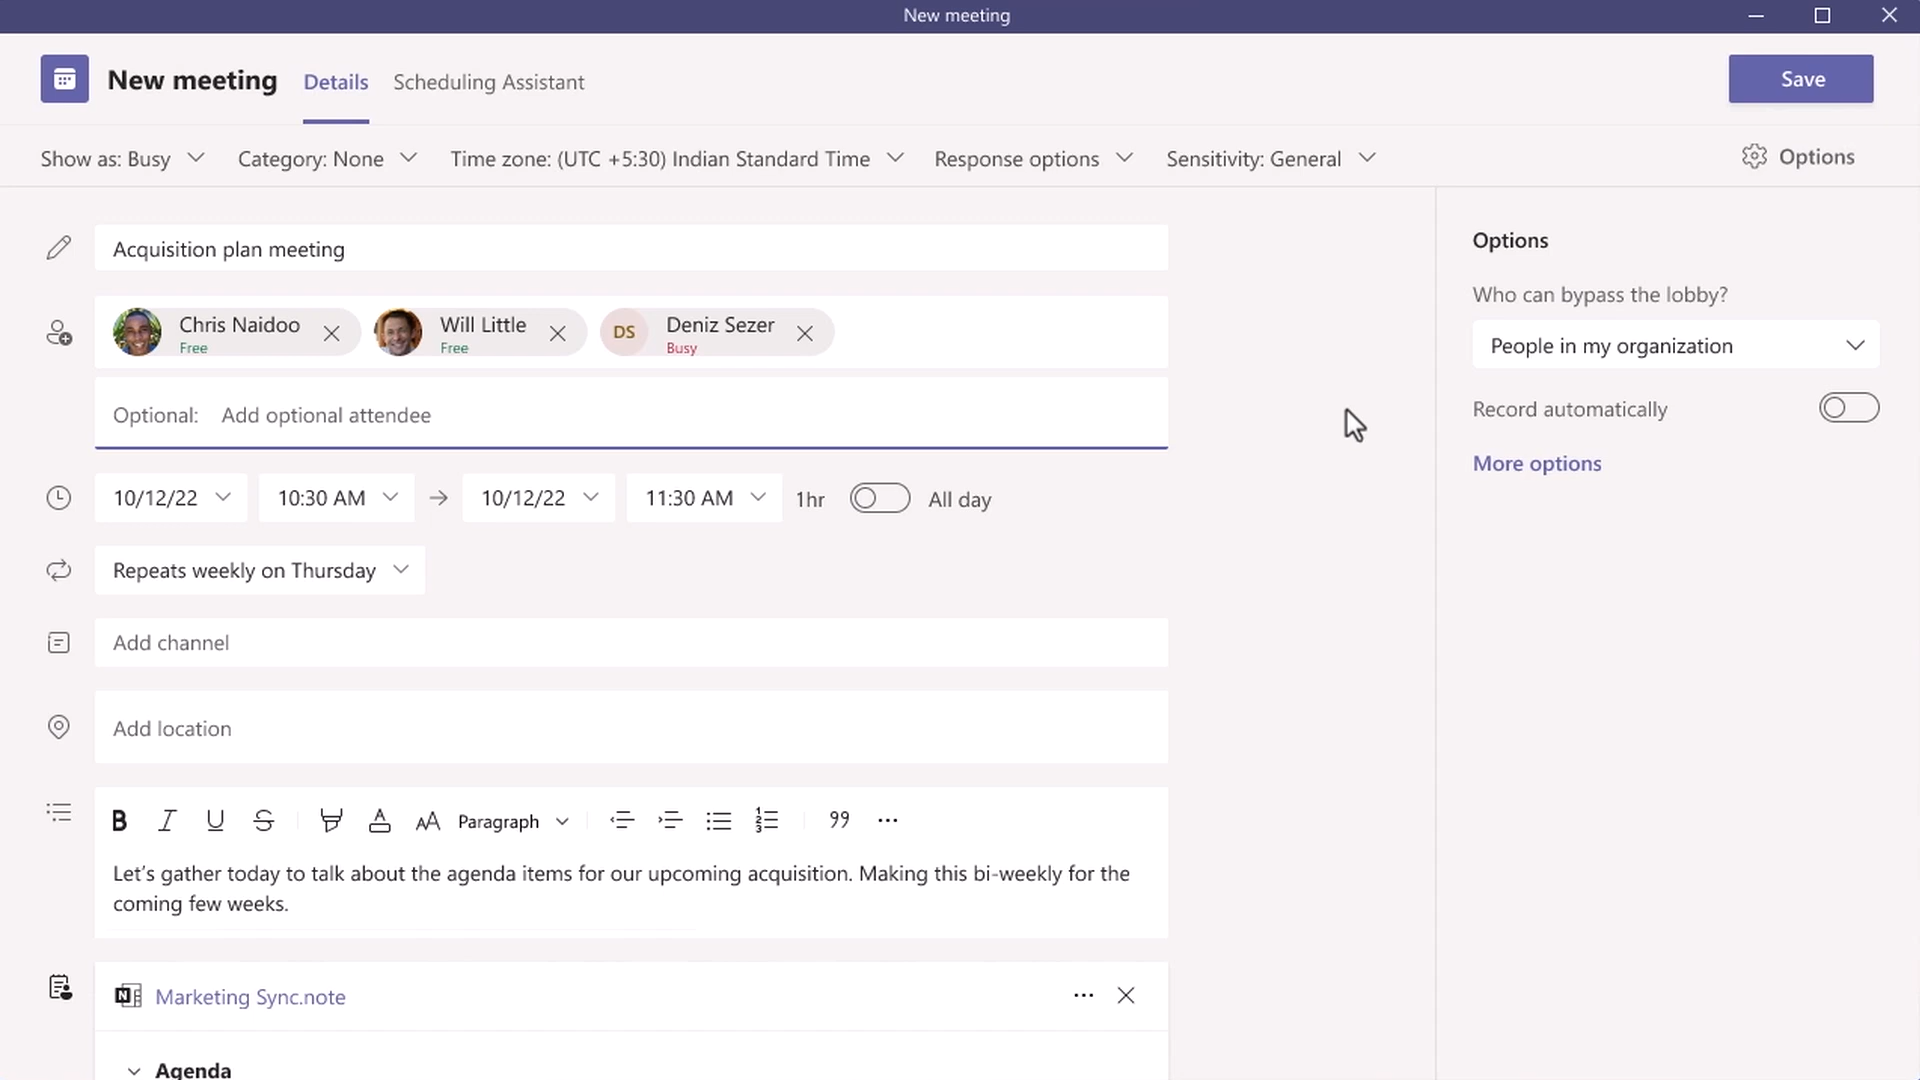 New meeting
New meeting Details Scheduling Assistant Save
Show as: Busy Category: None Time zone: (UTC +5:30) Indian Standard Time Response options Sensitivity: General Options
Acquisition plan meeting
Chris Naidoo
Free
Will Little
Free
DS
Deniz Sezer
Busy
Optional: Add optional attendee
10/12/22 10:30 AM 10/12/22 11:30 AM 1hr All day
Repeats weekly on Thursday
Add channel
Add location
B I U S AA Paragraph 99
Let's gather today to talk about the agenda items for our upcoming acquisition. Making this bi-weekly for the
coming few weeks.
N Marketing Sync.note
Agenda
Options
Who can bypass the lobby?
People in my organization
Record automatically
More options